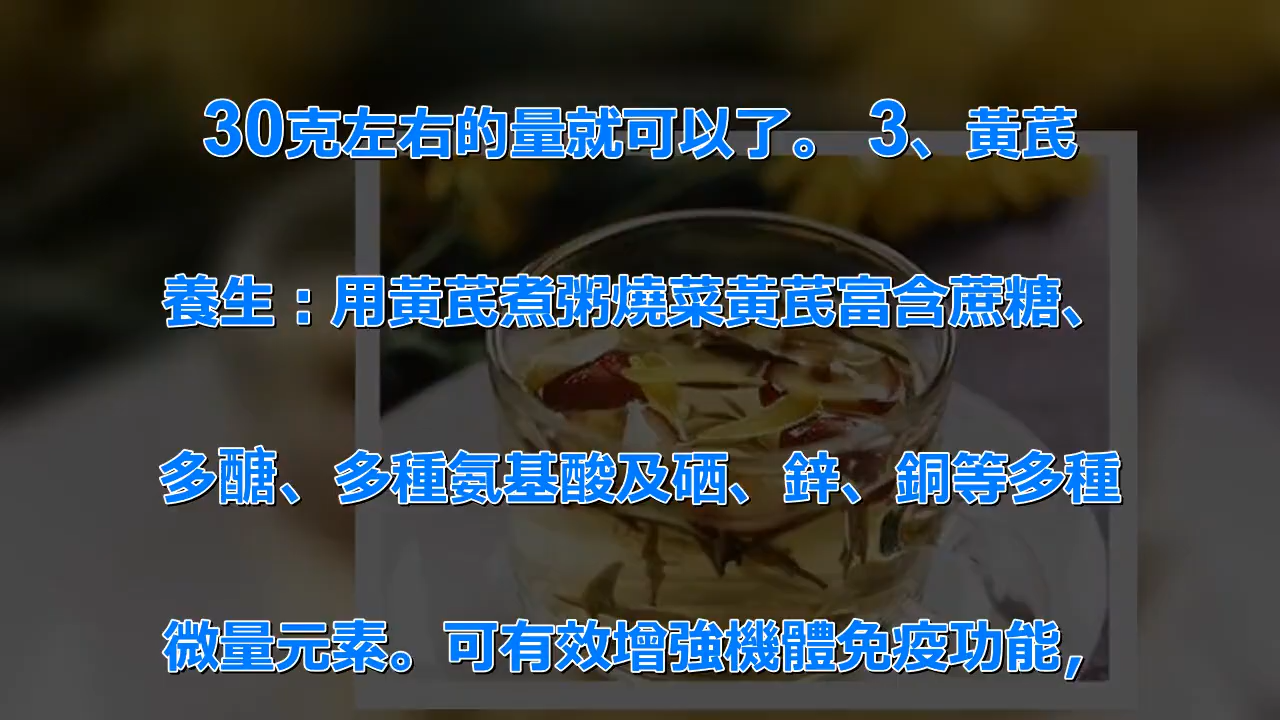 30克左右的量就可以了。 3、黃芪
養生：用黃芪煮粥燒菜黃芪富含蔗糖、
多醣、多種氨基酸及硒、鋅、銅等多種
微量元素。可有效增強機體免疫功能，